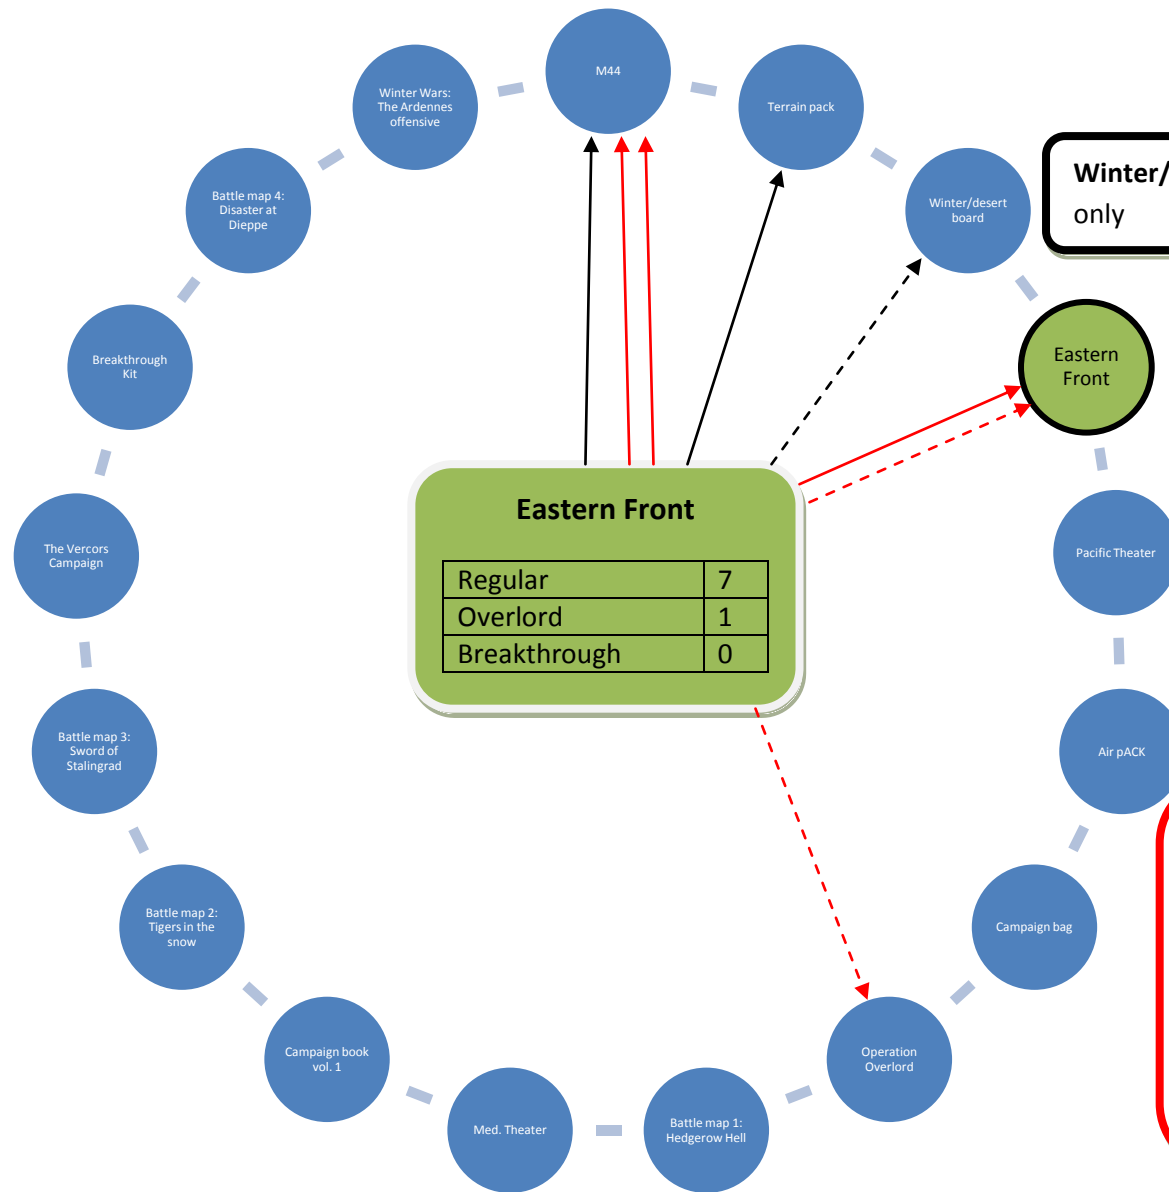 M44
Winter Wars:
The Ardennes
offensive
Terrain pack
Battle map 4:
Disaster at
Dieppe
Winter/desert
board
Winter/
only
Breakthrough
Kit
Eastern
Front
Eastern Front
Regular 7
Overlord 1
Breakthrough 0
The Vercors
Campaign
Pacific Theater
Battle map 3:
Sword of
Stalingrad
Air pACK
Battle map 2:
Tigers in the
snow
Campaign bag
Campaign book
vol. 1
Operation
Overlord
Med. Theater
Battle map 1:
Hedgerow Hell